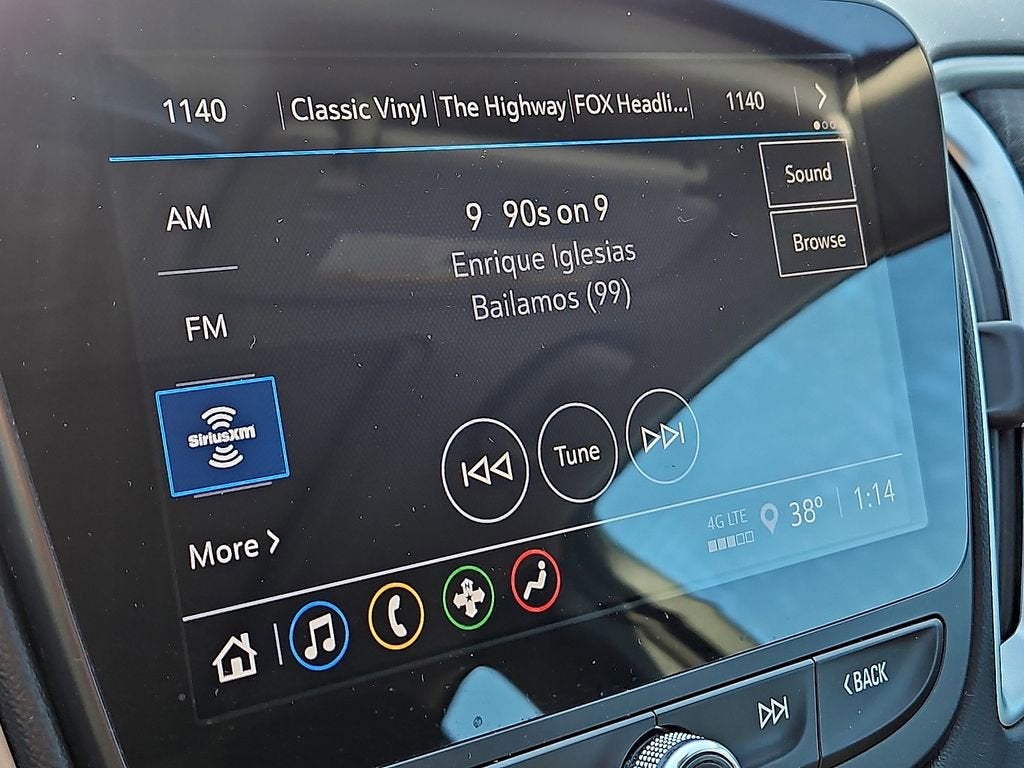 1140 Classic Vinyl The Highway FOX Headli... 1140 >
Sound
AM
9 90s on 9
Browse
Enrique Iglesias
Bailamos (99)
FM
SiriusXM
Tune
4G LTE 38° 1:14
More >
N
BACK